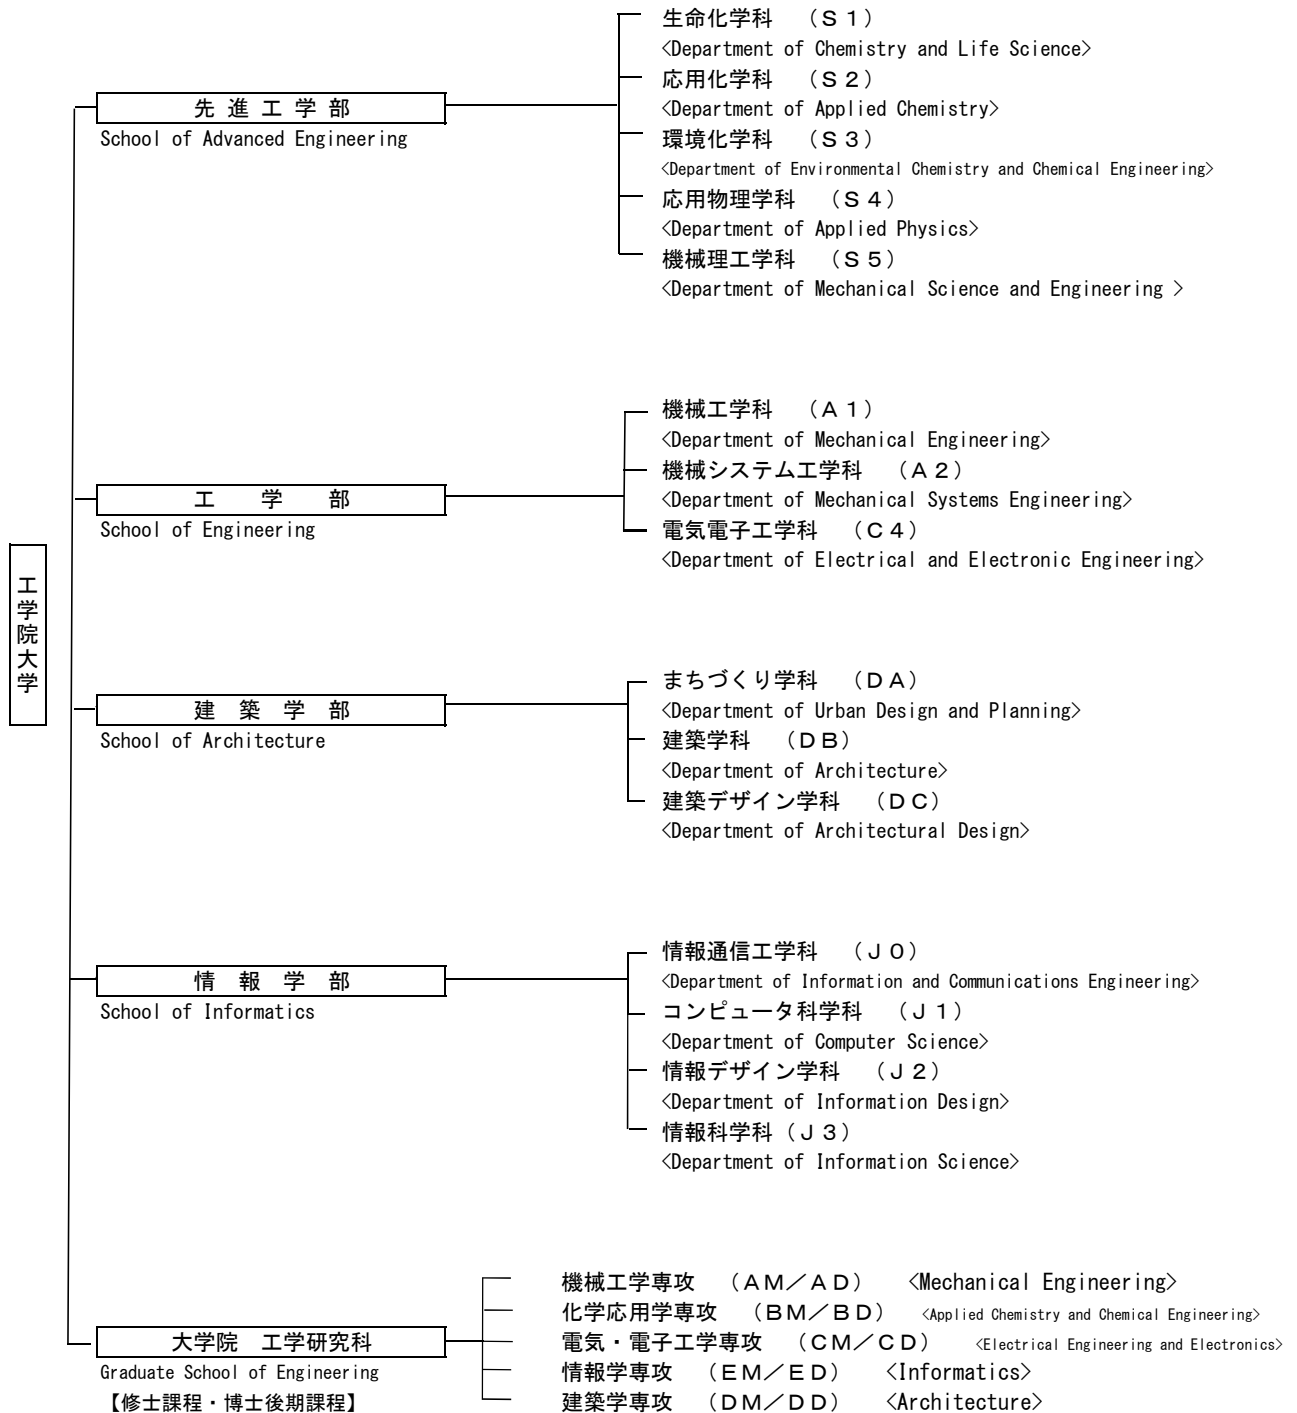 工学院大学
先 進 工 学 部
School of Advanced Engineering
生命化学科　（Ｓ１）
<Department of Chemistry and Life Science>
応用化学科　（Ｓ２）
<Department of Applied Chemistry>
環境化学科　（Ｓ３）
<Department of Environmental Chemistry and Chemical Engineering>
応用物理学科　（Ｓ４）
<Department of Applied Physics>
機械理工学科　（Ｓ５）
<Department of Mechanical Science and Engineering >
工　学　部
School of Engineering
機械工学科　（Ａ１）
<Department of Mechanical Engineering>
機械システム工学科　（Ａ２）
<Department of Mechanical Systems Engineering>
電気電子工学科　（Ｃ４）
<Department of Electrical and Electronic Engineering>
建　築　学　部
School of Architecture
まちづくり学科　（ＤＡ）
<Department of Urban Design and Planning>
建築学科　（ＤＢ）
<Department of Architecture>
建築デザイン学科　（ＤＣ）
<Department of Architectural Design>
情　報　学　部
School of Informatics
情報通信工学科　（Ｊ０）
<Department of Information and Communications Engineering>
コンピュータ科学科　（Ｊ１）
<Department of Computer Science>
情報デザイン学科　（Ｊ２）
<Department of Information Design>
情報科学科（Ｊ３）
<Department of Information Science>
大学院　工学研究科
Graduate School of Engineering
【修士課程・博士後期課程】
機械工学専攻　（ＡＭ／ＡＤ）　<Mechanical Engineering>
化学応用学専攻　（ＢＭ／ＢＤ）　<Applied Chemistry and Chemical Engineering>
電気・電子工学専攻　（ＣＭ／ＣＤ）　<Electrical Engineering and Electronics>
情報学専攻　（ＥＭ／ＥＤ）　<Informatics>
建築学専攻　（ＤＭ／ＤＤ）　<Architecture>